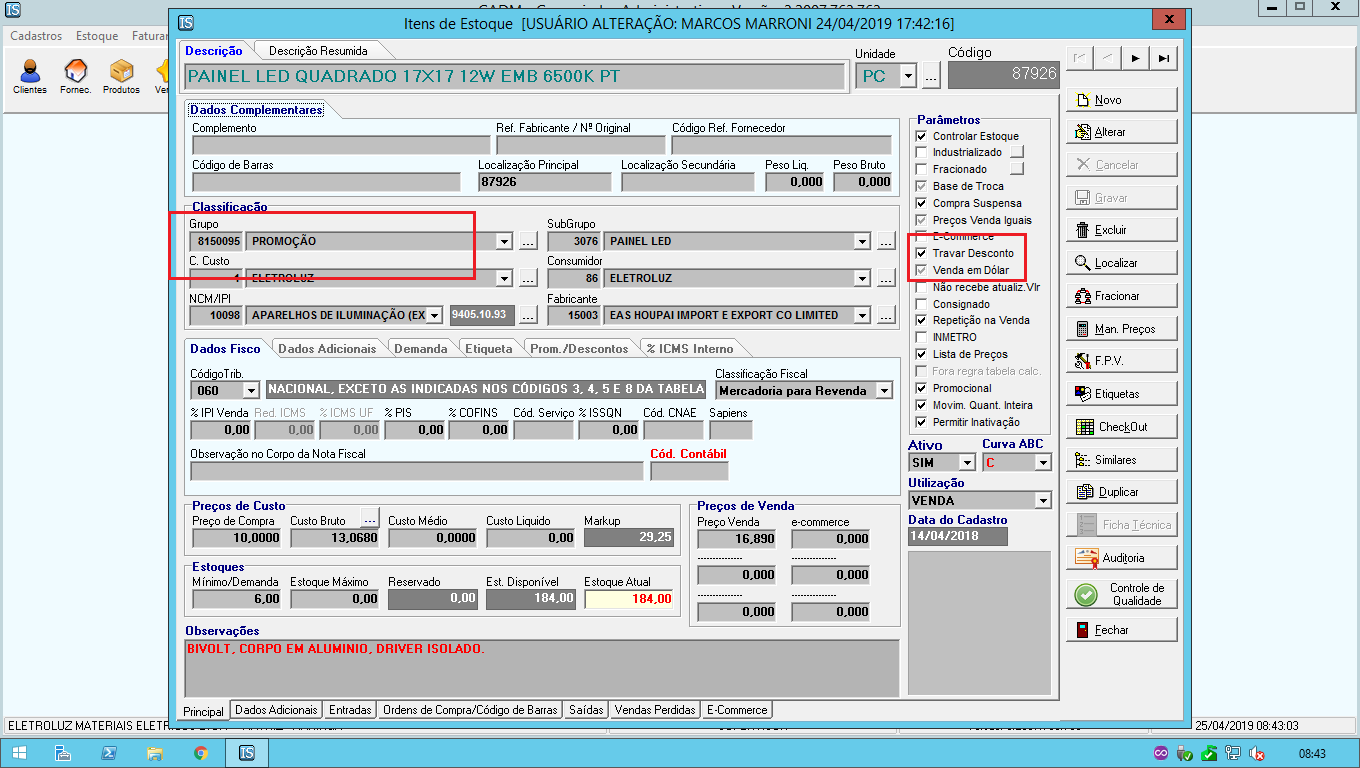 Itens de Estoque [USUÁRIO ALTERAÇÃO: MARCOS MARRONI 24/04/2019 17:42:16]
Cadastros Estoque Faturar
Clientes Fornec. Produtos
Descrição Descrição Resumida Unidade Código
PAINEL LED QUADRADO 17X17 12W EMB 6500K PT PC ... 87926
Dados Complementares
Complemento Ref. Fabricante / Nº Original Código Ref. Fornecedor
Código de Barras Localização Principal Localização Secundária Peso Liq. Peso Bruto
87926 0,000 0,000
Classificação
Grupo SubGrupo
8150095 PROMOÇÃO ... 3076 PAINEL LED ...
C. Custo Consumidor
1 ELETROLUZ ... 86 ELETROLUZ ...
NCM/IPI Fabricante
10098 APARELHOS DE ILUMINAÇÃO (EX 9405.10.93 ... 15003 EAS HOUPAI IMPORT E EXPORT CO LIMITED ...
Dados Fisco Dados Adicionais Demanda Etiqueta Prom./Descontos % ICMS Interno
CódigoTrib. Classificação Fiscal
060 NACIONAL, EXCETO AS INDICADAS NOS CÓDIGOS 3, 4, 5 E 8 DA TABELA Mercadoria para Revenda
% IPI Venda Red. ICMS % ICMS UF % PIS % COFINS Cód. Serviço % ISSQN Cód. CNAE Sapiens
0,00 0,00 0,00 0,00 0,00 0,00
Observação no Corpo da Nota Fiscal Cód. Contábil
Preços de Custo
Preço de Compra Custo Bruto ... Custo Médio Custo Liquido Markup
10,0000 13,0680 0,0000 0,00 29,25
Estoques
Mínimo/Demanda Estoque Máximo Reservado Est. Disponível Estoque Atual
6,00 0,00 0,00 184,00 184,00
Preços de Venda
Preço Venda e-commerce
16,890 0,000
--------------- ---------------
0,000 0,000
--------------- ---------------
0,000 0,000
Observações
BIVOLT, CORPO EM ALUMINIO, DRIVER ISOLADO.
Principal Dados Adicionais Entradas Ordens de Compra/Código de Barras Saídas Vendas Perdidas E-Commerce
Parâmetros
Controlar Estoque
Industrializado
Fracionado
Base de Troca
Compra Suspensa
Preços Venda Iguais
E-Commerce
Travar Desconto
Venda em Dólar
Não recebe atualiz.Vlr
Consignado
Repetição na Venda
INMETRO
Lista de Preços
Fora regra tabela calc.
Promocional
Movim. Quant. Inteira
Permitir Inativação
Ativo Curva ABC
SIM C
Utilização
VENDA
Data do Cadastro
14/04/2018
Novo
Alterar
Cancelar
Gravar
Excluir
Localizar
Fracionar
Man. Preços
F.P.V.
Etiquetas
CheckOut
Similares
Duplicar
Ficha Técnica
Auditoria
Controle de
Qualidade
Fechar
ELETROLUZ MATERIAIS 25/04/2019 08:43:03
08:43